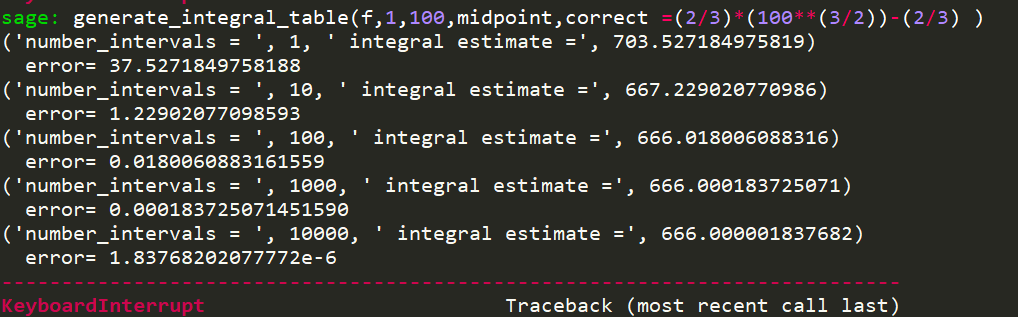 sage: generate_integral_table(f,1,100,midpoint,correct =(2/3)*(100**(3/2))-(2/3) )
('number_intervals = ', 1, ' integral estimate =', 703.527184975819)
  error= 37.5271849758188
('number_intervals = ', 10, ' integral estimate =', 667.229020770986)
  error= 1.22902077098593
('number_intervals = ', 100, ' integral estimate =', 666.018006088316)
  error= 0.0180060883161559
('number_intervals = ', 1000, ' integral estimate =', 666.000183725071)
  error= 0.000183725071451590
('number_intervals = ', 10000, ' integral estimate =', 666.000001837682)
  error= 1.83768202077772e-6
---------------------------------------------------------------------------
KeyboardInterrupt                         Traceback (most recent call last)